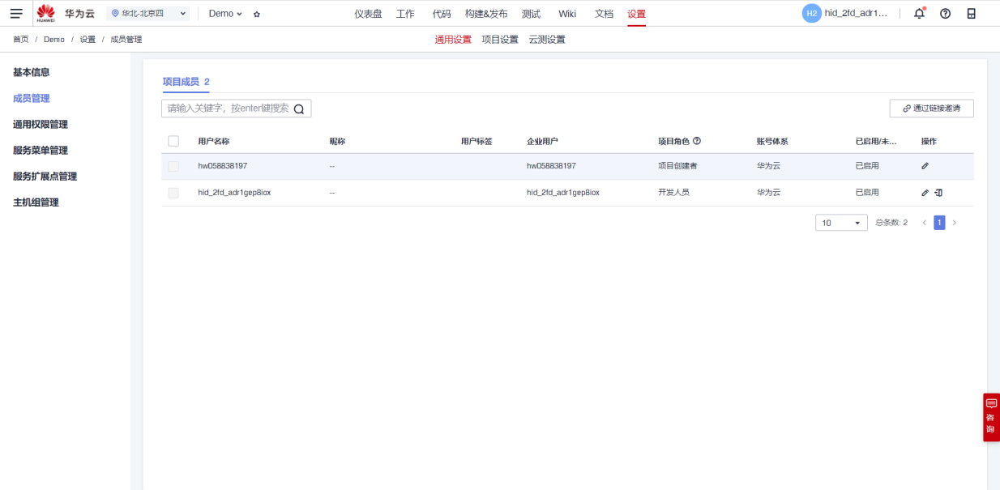 HUAWEI 华为云 华北-北京四 Demo 仪表盘 工作 代码 构建&发布 测试 Wiki 文档 设置 H2 hid_2fd_adr1...
首页 / Demo / 设置 / 成员管理 通用设置 项目设置 云测设置
基本信息
成员管理
通用权限管理
服务菜单管理
服务扩展点管理
主机组管理
项目成员 2
请输入关键字，按enter键搜索 通过链接邀请
用户名称 昵称 用户标签 企业用户 项目角色 账号体系 已启用/未... 操作
hw058838197 -- hw058838197 项目创建者 华为云 已启用
hid_2fd_adr1gep8iox -- hid_2fd_adr1gep8iox 开发人员 华为云 已启用
10 总条数: 2 < 1 >
咨
询